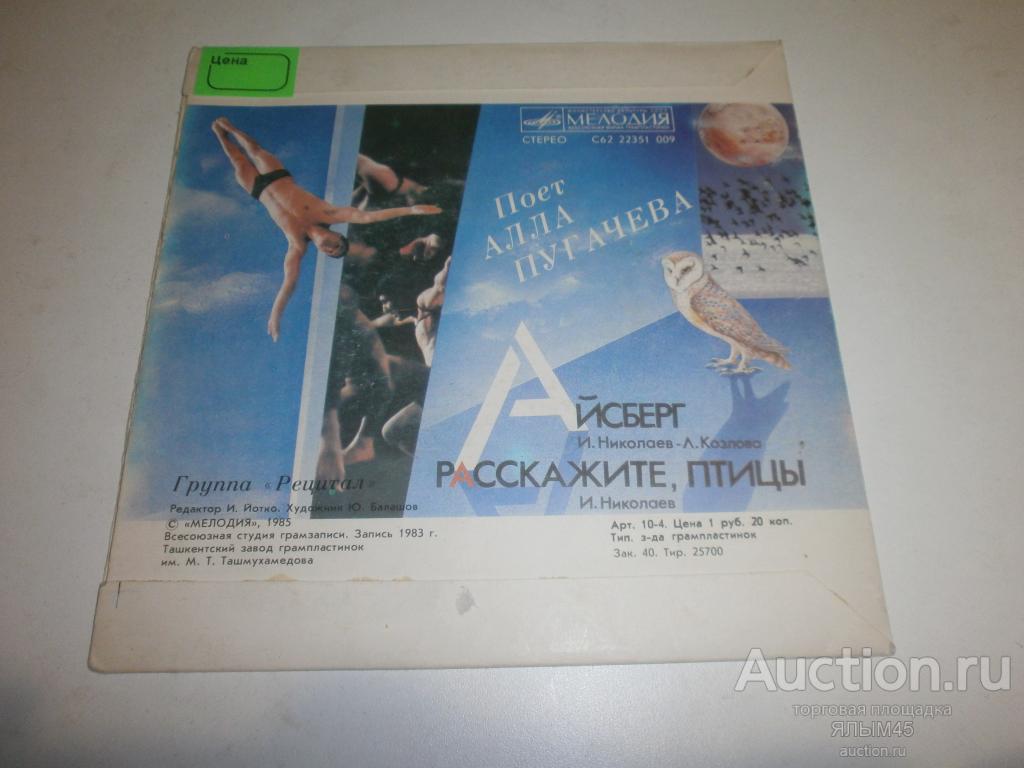 Цена
МЕЛОДИЯ
СТЕРЕО С62 22351 009
Поет
АЛЛА
ПУГАЧЕВА
АЙСБЕРГ
И. Николаев - Л. Козлова
РАССКАЖИТЕ, ПТИЦЫ
И. Николаев
Группа «Рецитал»
Редактор И. Йотко. Художник Ю. Балашов
© «МЕЛОДИЯ», 1985
Всесоюзная студия грамзаписи. Запись 1983 г.
Ташкентский завод грампластинок
им. М. Т. Ташмухамедова
Арт. 10-4. Цена 1 руб. 20 коп.
Тип. з-да грампластинок
Зак. 40. Тир. 25700
Auction.ru
торговая площадка
ЯЛЫМ45
auction.ru